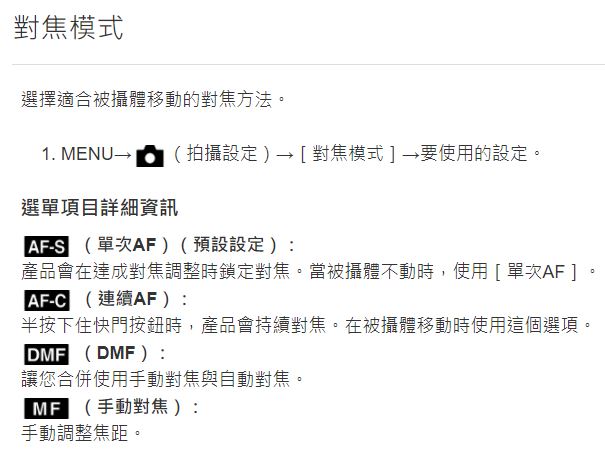 對焦模式
選擇適合被攝體移動的對焦方法。
1. MENU→（拍攝設定）→［對焦模式］→要使用的設定。
選單項目詳細資訊
AF-S （單次AF）（預設設定）：
產品會在達成對焦調整時鎖定對焦。當被攝體不動時，使用［單次AF］。
AF-C （連續AF）：
半按下住快門按鈕時，產品會持續對焦。在被攝體移動時使用這個選項。
DMF （DMF）：
讓您合併使用手動對焦與自動對焦。
MF （手動對焦）：
手動調整焦距。